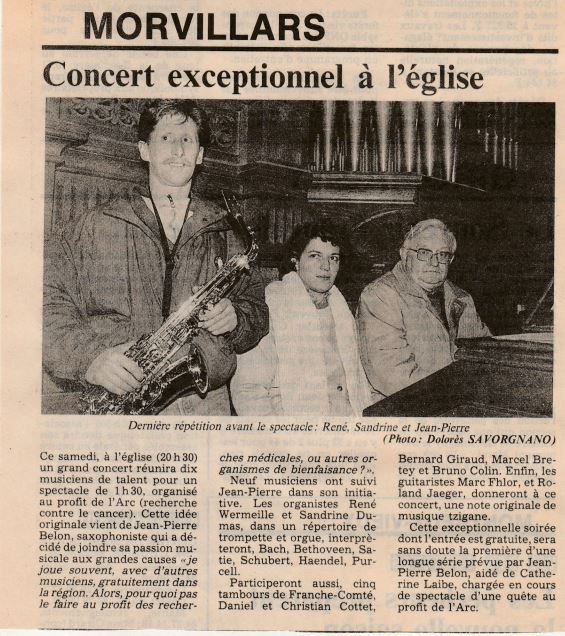 MORVILLARS
Concert exceptionnel à l'église
Dernière répétition avant le spectacle: René, Sandrine et Jean-Pierre
(Photo: Dolorès SAVORGNANO)
Ce samedi, à l'église (20 h 30)
un grand concert réunira dix
musiciens de talent pour un
spectacle de 1 h 30, organisé
au profit de l'Arc (recherche
contre le cancer). Cette idée
originale vient de Jean-Pierre
Belon, saxophoniste qui a dé-
cidé de joindre sa passion mu-
sicale aux grandes causes «je
joue souvent, avec d'autres
musiciens, gratuitement dans
la région. Alors, pour quoi pas
le faire au profit des recher-
ches médicales, ou autres or-
ganismes de bienfaisance?».
Neuf musiciens ont suivi
Jean-Pierre dans son initia-
tive. Les organistes René
Wermeille et Sandrine Du-
mas, dans un répertoire de
trompette et orgue, interprè-
teront, Bach, Bethoveen, Sa-
tie, Schubert, Haendel, Pur-
cell.
Participeront aussi, cinq
tambours de Franche-Comté,
Daniel et Christian Cottet,
Bernard Giraud, Marcel Bre-
tey et Bruno Colin. Enfin, les
guitaristes Marc Fhlor, et Ro-
land Jaeger, donneront à ce
concert, une note originale de
musique tzigane.
Cette exceptionnelle soirée
dont l'entrée est gratuite, sera
sans doute la première d'une
longue série prévue par Jean-
Pierre Belon, aidé de Cathe-
rine Laibe, chargée en cours
de spectacle d'une quête au
profit de l'Arc.